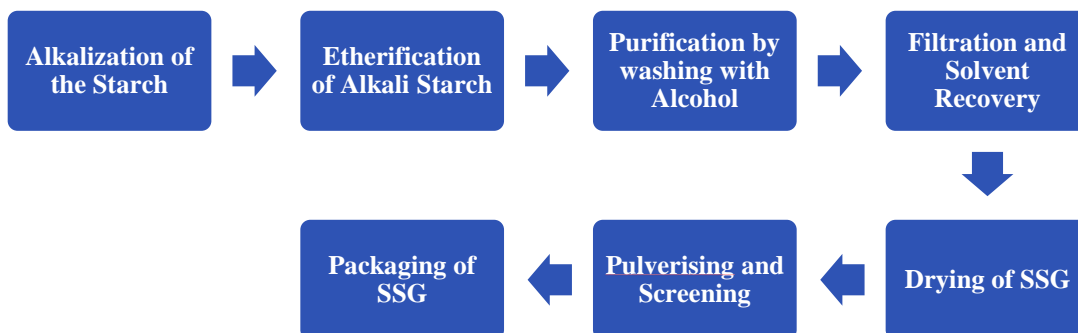 Alkalization of
the Starch
Etherification
of Alkali Starch
Purification by
washing with
Alcohol
Filtration and
Solvent
Recovery
Drying of SSG
Pulverising and
Screening
Packaging of
SSG